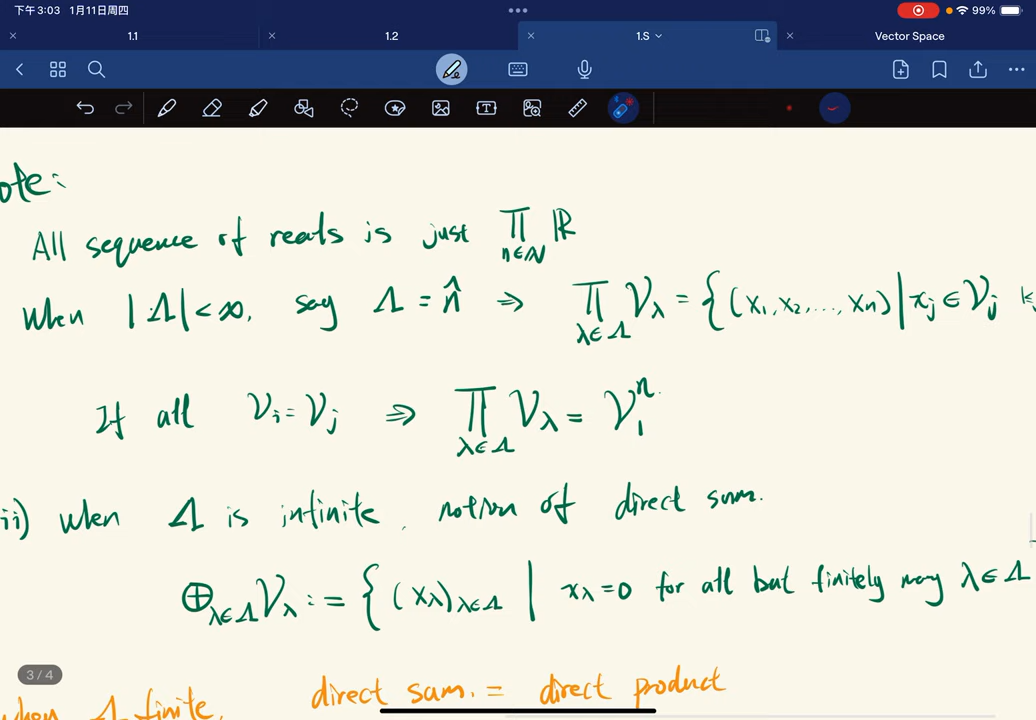 下午3:03 1月11日周四
99%
1.1
1.2
1.S
Vector Space
ote:
All sequence of reals is just ∏_{n∈ℕ} ℝ
When |Λ| < ∞, say Λ = n̂ ⇒ ∏_{λ∈Λ} V_λ = {(x₁, x₂, ..., xn) | xj ∈ Vj
If all Vi = Vj ⇒ ∏_{λ∈Λ} V_λ = V₁ⁿ.
ii) when Λ is infinite, notion of direct sum.
⊕_{λ∈Λ} V_λ := {(x_λ)_{λ∈Λ} | x_λ = 0 for all but finitely may λ∈Λ
3 / 4
direct sum. = direct product
when Λ finite,